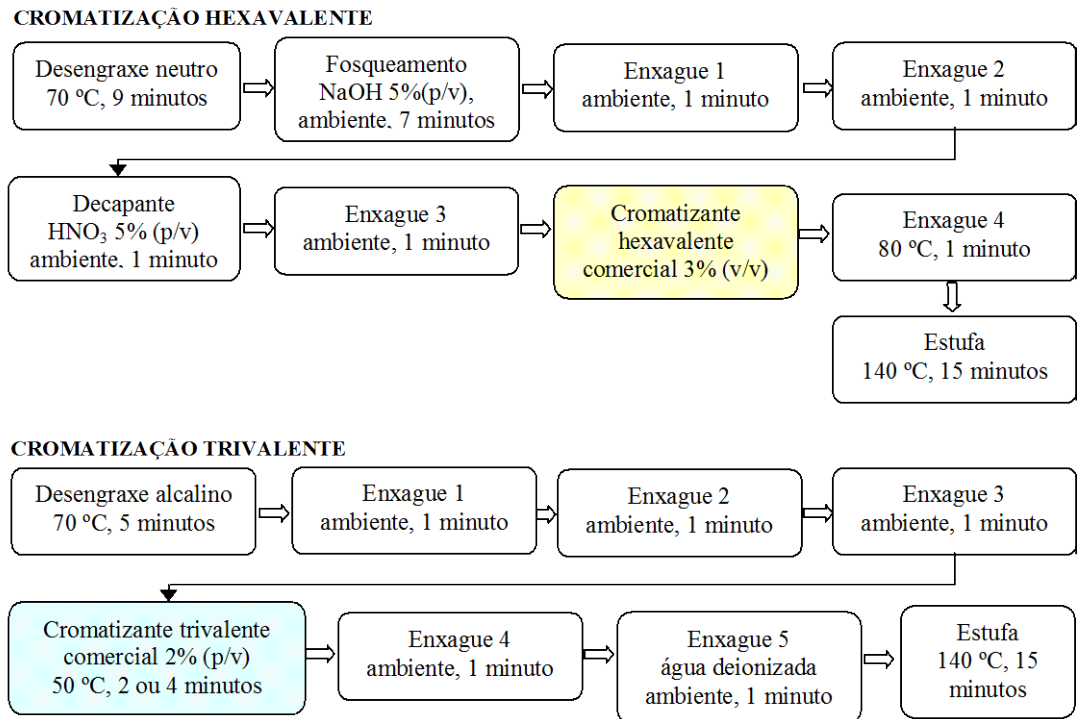 CROMATIZAÇÃO HEXAVALENTE
Desengraxe neutro
70 ºC, 9 minutos
Fosqueamento
NaOH 5%(p/v),
ambiente, 7 minutos
Enxague 1
ambiente, 1 minuto
Enxague 2
ambiente, 1 minuto
Decapante
HNO₃ 5% (p/v)
ambiente, 1 minuto
Enxague 3
ambiente, 1 minuto
Cromatizante
hexavalente
comercial 3% (v/v)
Enxague 4
80 ºC, 1 minuto
Estufa
140 ºC, 15 minutos
CROMATIZAÇÃO TRIVALENTE
Desengraxe alcalino
70 ºC, 5 minutos
Enxague 1
ambiente, 1 minuto
Enxague 2
ambiente, 1 minuto
Enxague 3
ambiente, 1 minuto
Cromatizante trivalente
comercial 2% (p/v)
50 ºC, 2 ou 4 minutos
Enxague 4
ambiente, 1 minuto
Enxague 5
água deionizada
ambiente, 1 minuto
Estufa
140 ºC, 15
minutos